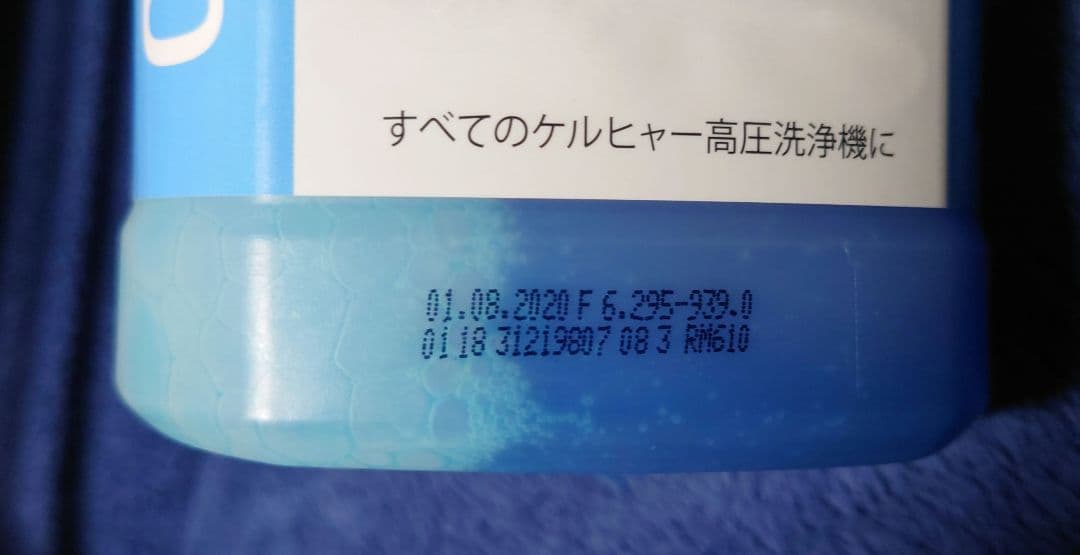 すべてのケルヒャー高圧洗浄機に
01.08.2020 F 6.295-939.0
01 18 31219807 08 3 RM610